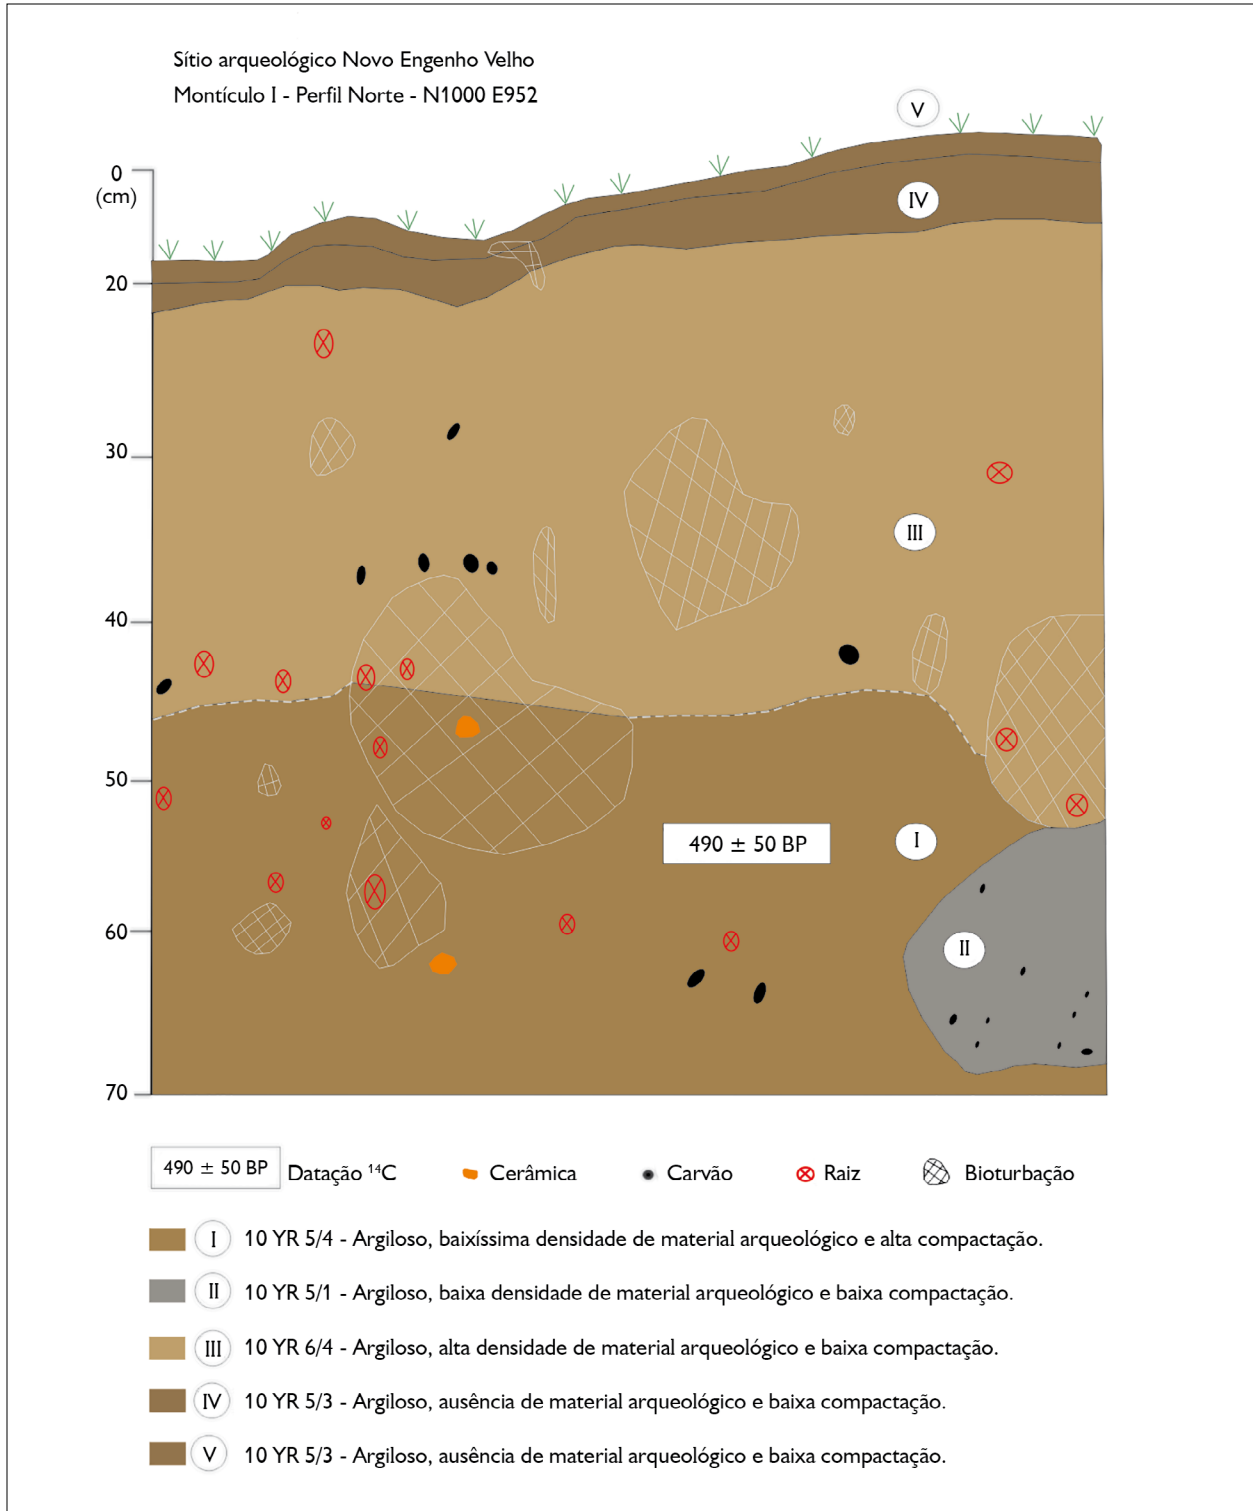 Sítio arqueológico Novo Engenho Velho
Montículo I - Perfil Norte - N1000 E952
V
0
(cm)
IV
20
30
III
40
50
490 ± 50 BP
I
60
II
70
490 ± 50 BP Datação ¹⁴C Cerâmica Carvão Raiz Bioturbação
I 10 YR 5/4 - Argiloso, baixíssima densidade de material arqueológico e alta compactação.
II 10 YR 5/1 - Argiloso, baixa densidade de material arqueológico e baixa compactação.
III 10 YR 6/4 - Argiloso, alta densidade de material arqueológico e baixa compactação.
IV 10 YR 5/3 - Argiloso, ausência de material arqueológico e baixa compactação.
V 10 YR 5/3 - Argiloso, ausência de material arqueológico e baixa compactação.